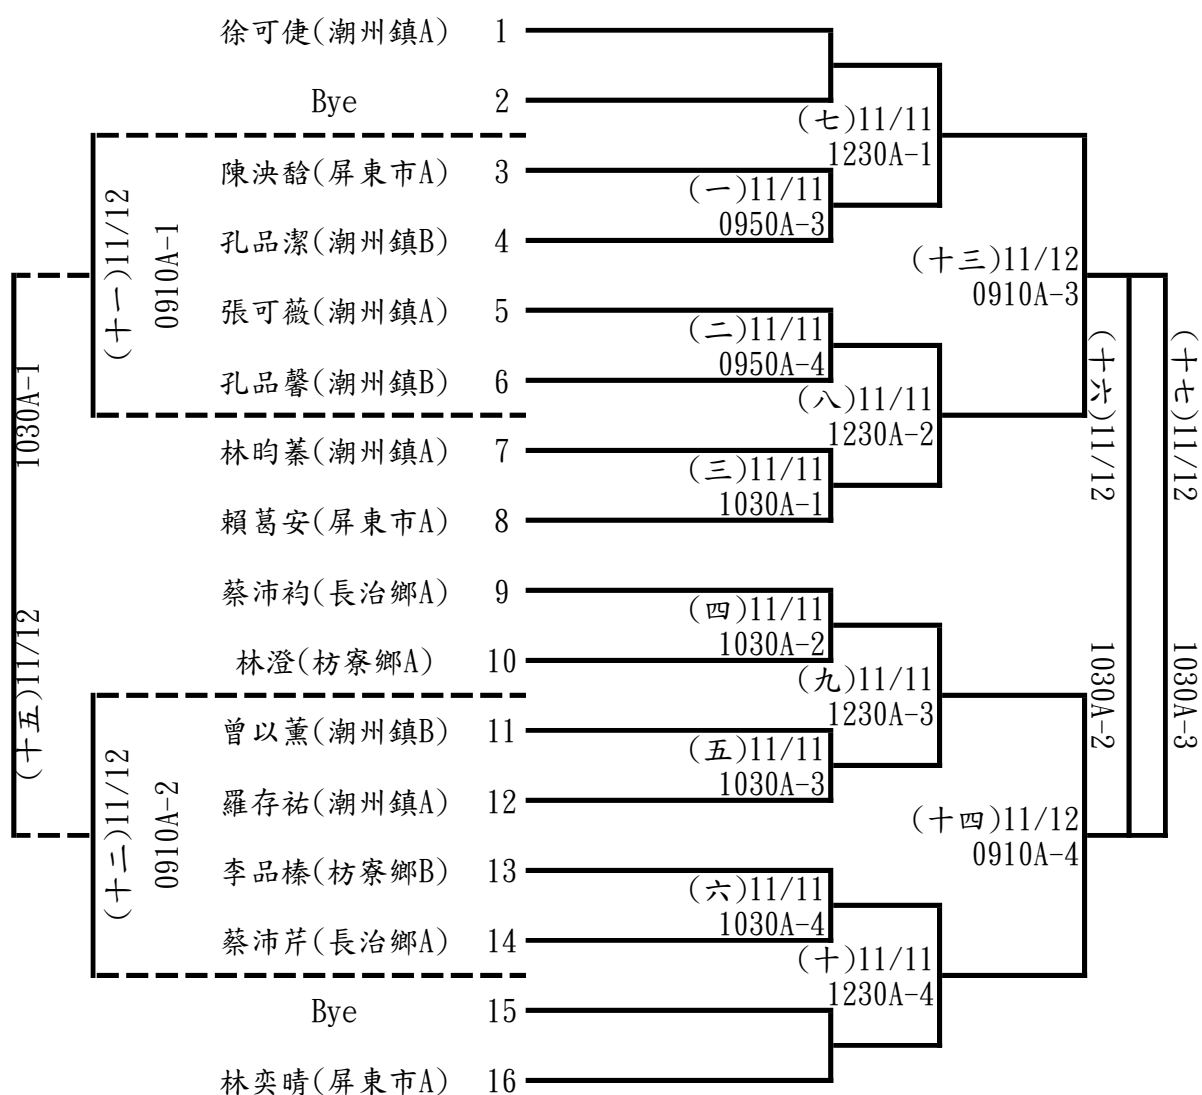 徐可倢(潮州鎮A) 1
Bye 2
(七)11/11
1230A-1
陳洪馠(屏東市A) 3
(一)11/11
0950A-3
孔品潔(潮州鎮B) 4
(十一)11/12
0910A-1
(十三)11/12
0910A-3
張可薇(潮州鎮A) 5
(二)11/11
0950A-4
孔品馨(潮州鎮B) 6
(八)11/11
1230A-2
林昀蓁(潮州鎮A) 7
(三)11/11
1030A-1
賴葛安(屏東市A) 8
(十五)11/12
1030A-1
(十六)11/12
1030A-2
(十七)11/12
1030A-3
蔡沛袀(長治鄉A) 9
(四)11/11
1030A-2
林澄(枋寮鄉A) 10
(九)11/11
1230A-3
曾以薰(潮州鎮B) 11
(五)11/11
1030A-3
羅存祐(潮州鎮A) 12
(十二)11/12
0910A-2
(十四)11/12
0910A-4
李品榛(枋寮鄉B) 13
(六)11/11
1030A-4
蔡沛芹(長治鄉A) 14
(十)11/11
1230A-4
Bye 15
林奕晴(屏東市A) 16